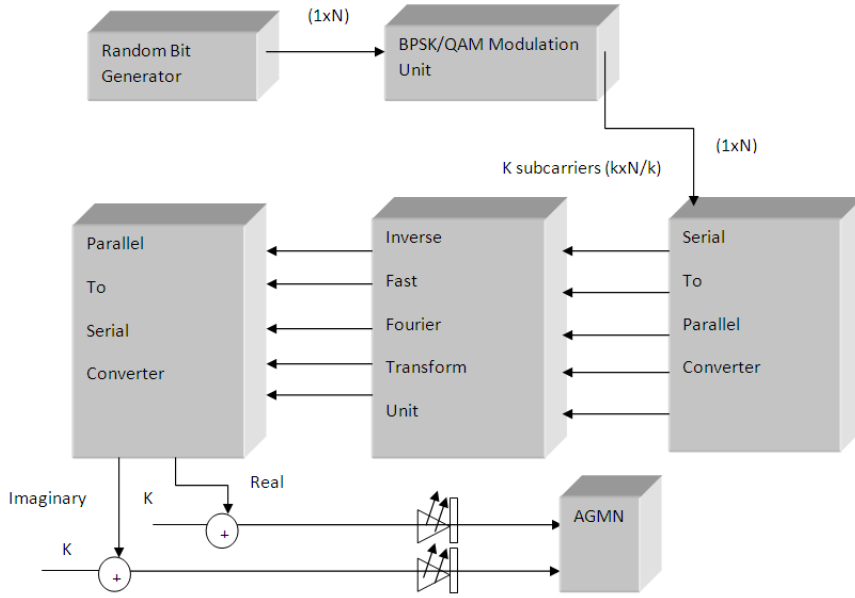 (1xN)
Random Bit
Generator
BPSK/QAM Modulation
Unit
(1xN)
K subcarriers (kxN/k)
Parallel
To
Serial
Converter
Inverse
Fast
Fourier
Transform
Unit
Serial
To
Parallel
Converter
Imaginary
K
Real
+
AGMN
K
+